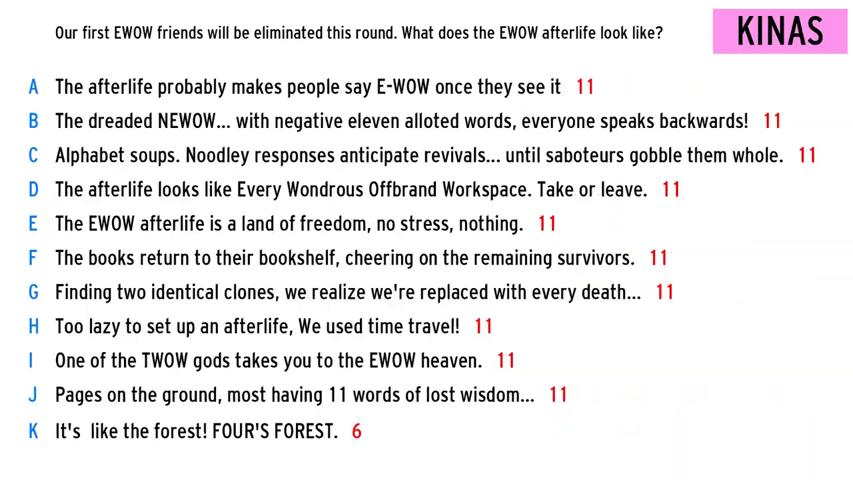 Our first EWOW friends will be eliminated this round. What does the EWOW afterlife look like?
KINAS
A The afterlife probably makes people say E-WOW once they see it 11
B The dreaded NEWOW... with negative eleven alloted words, everyone speaks backwards! 11
C Alphabet soups. Noodley responses anticipate revivals... until saboteurs gobble them whole. 11
D The afterlife looks like Every Wondrous Offbrand Workspace. Take or leave. 11
E The EWOW afterlife is a land of freedom, no stress, nothing. 11
F The books return to their bookshelf, cheering on the remaining survivors. 11
G Finding two identical clones, we realize we're replaced with every death... 11
H Too lazy to set up an afterlife, We used time travel! 11
I One of the TWOW gods takes you to the EWOW heaven. 11
J Pages on the ground, most having 11 words of lost wisdom... 11
K It's like the forest! FOUR'S FOREST. 6